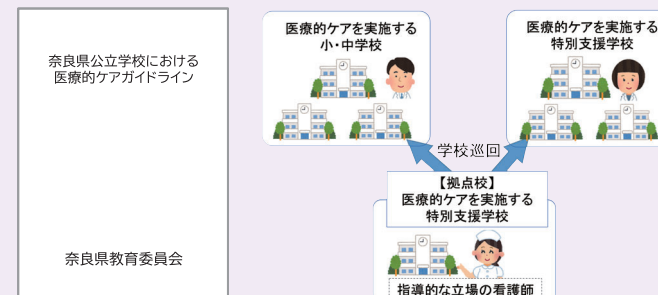 奈良県公立学校における
医療的ケアガイドライン
奈良県教育委員会
医療的ケアを実施する
小・中学校
医療的ケアを実施する
特別支援学校
学校巡回
【拠点校】
医療的ケアを実施する
特別支援学校
指導的な立場の看護師